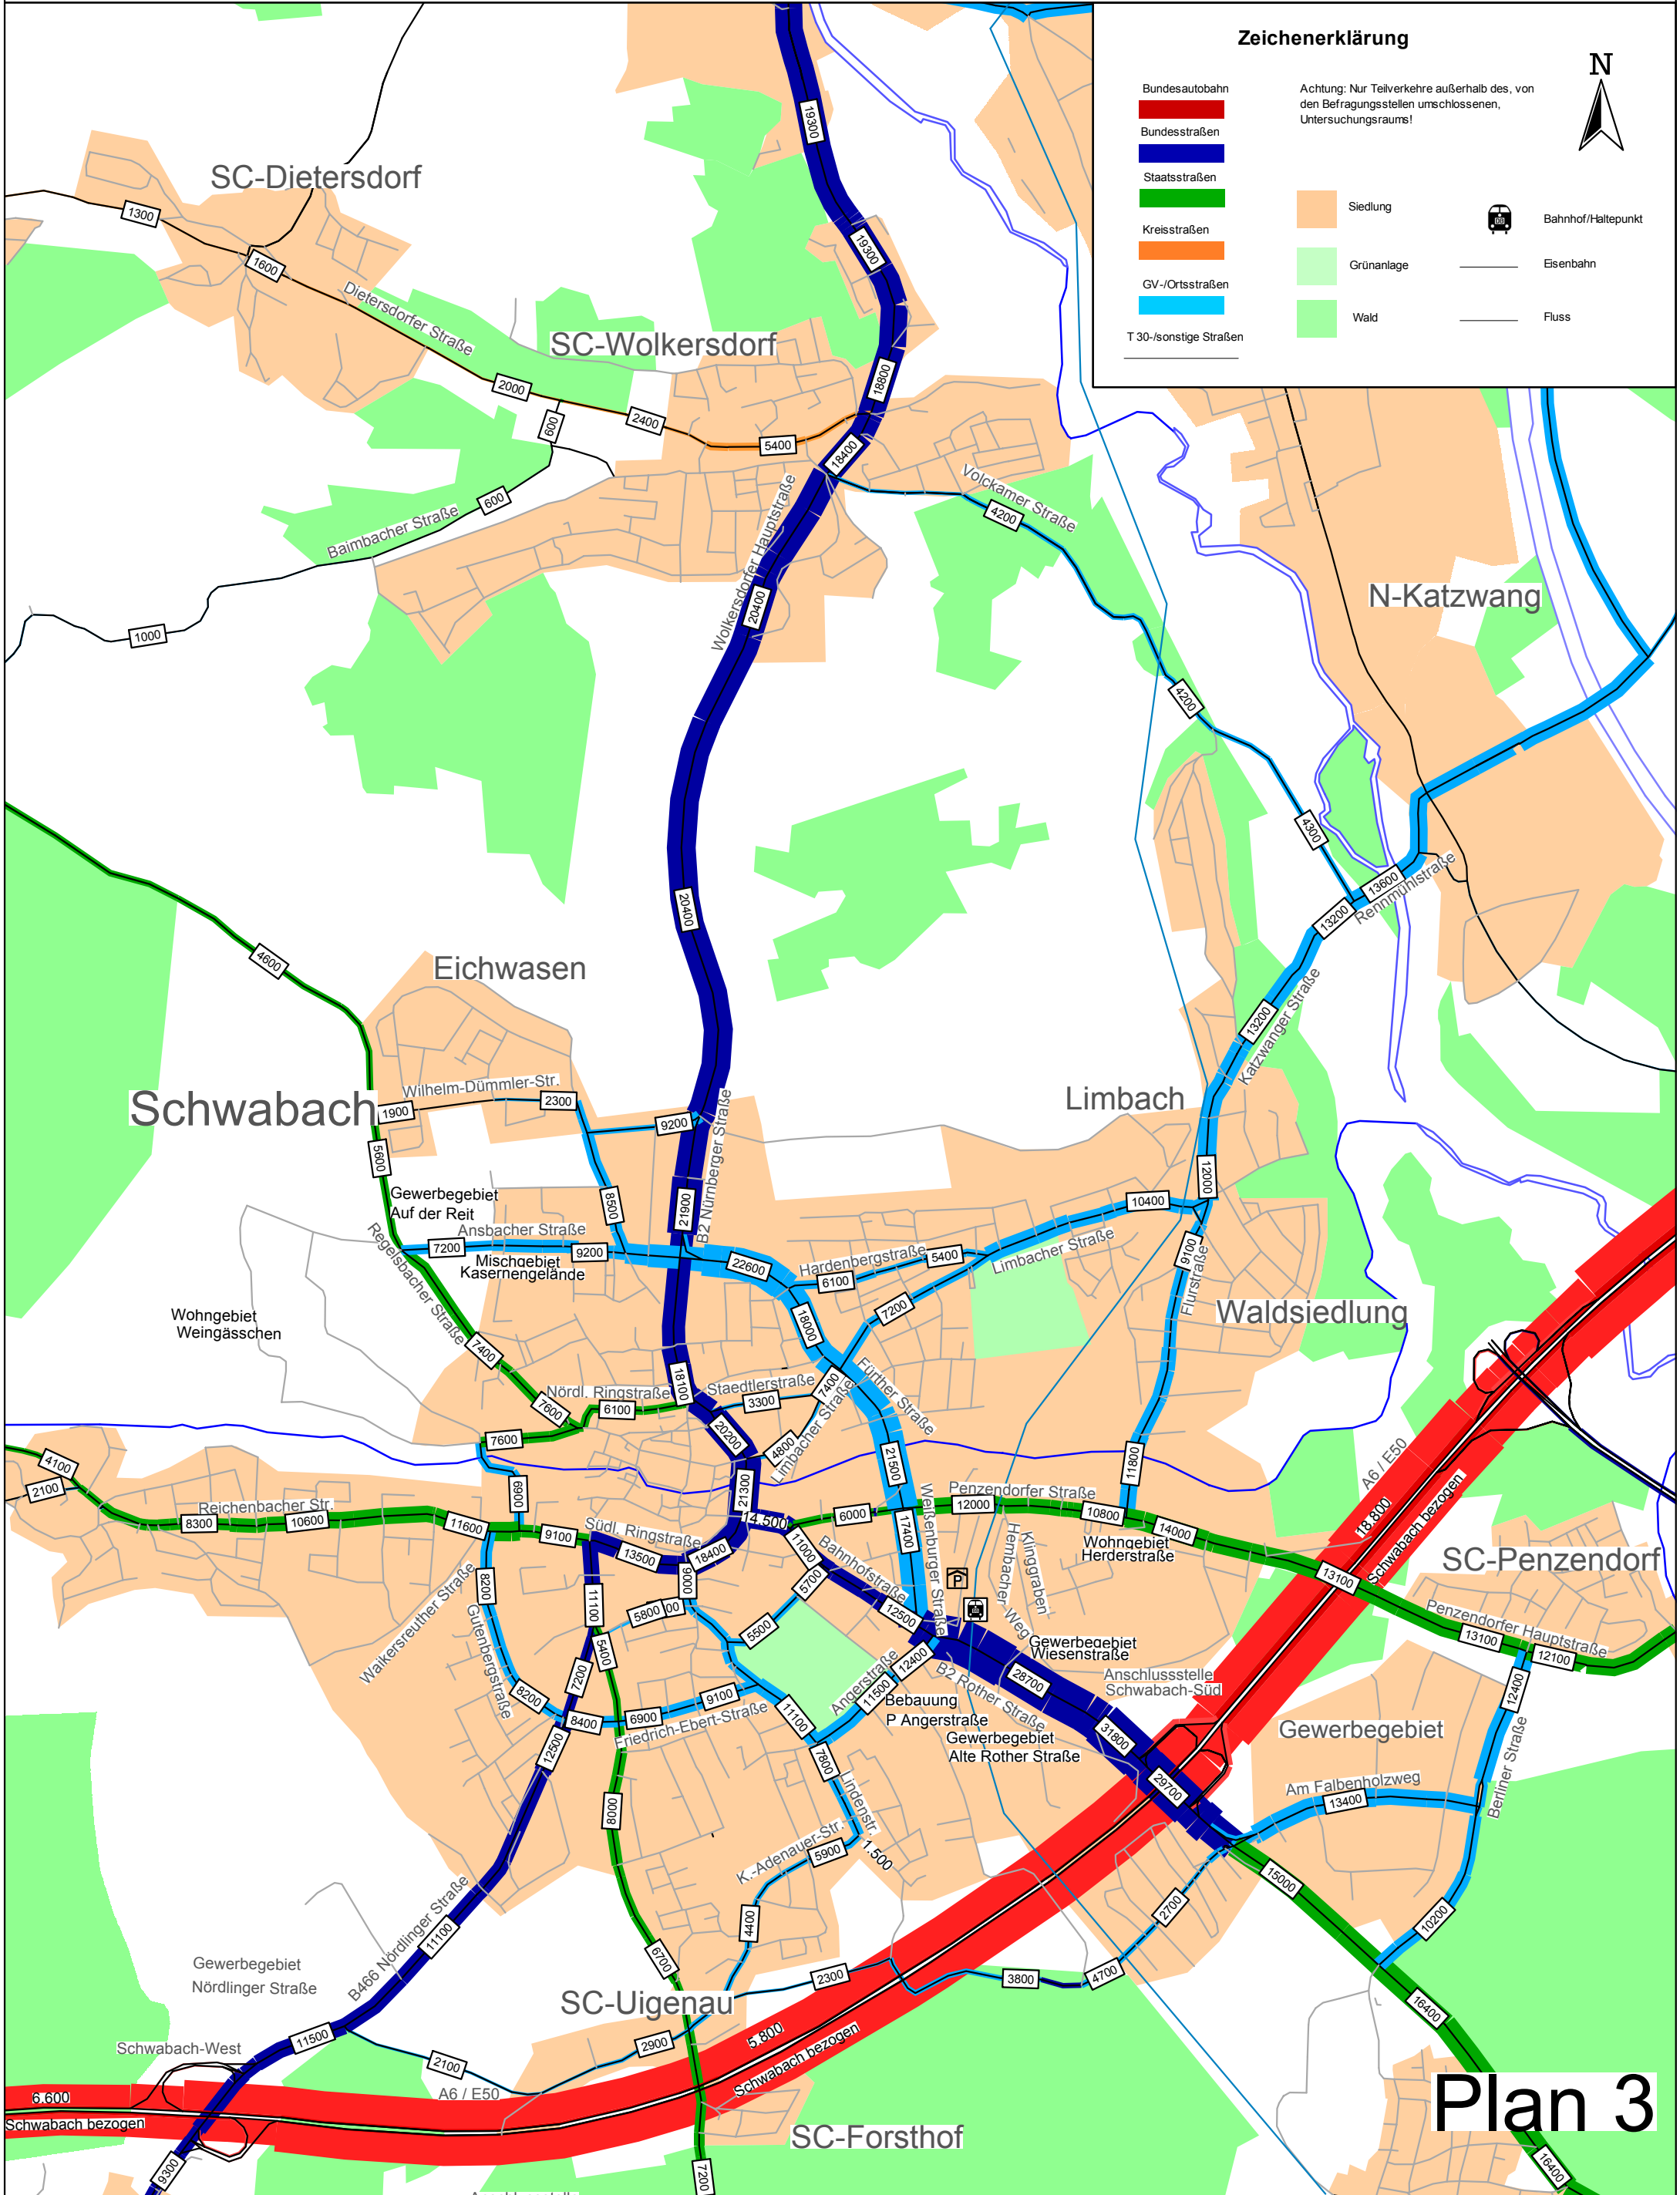 Zeichenerklärung
N
Bundesautobahn
Bundesstraßen
Staatsstraßen
Kreisstraßen
GV-/Ortsstraßen
T 30-/sonstige Straßen
Achtung: Nur Teilverkehre außerhalb des, von
den Befragungsstellen umschlossenen,
Untersuchungsraums!
Siedlung
Grünanlage
Wald
DB
Bahnhof/Haltepunkt
Eisenbahn
Fluss
19300
SC-Dietersdorf
1300
19300
1600
Dietersdorfer Straße
SC-Wolkersdorf
2000
18800
2400
600
5400
18400
600
Volckamer Straße
4200
Baimbacher Straße
Wolkersdorfer Hauptstraße
20400
N-Katzwang
1000
4200
4300
13600
Rennmühlstraße
13200
20400
4600
Eichwasen
13200
Katzwanger Straße
Wilhelm-Dümmler-Str.
Schwabach
1900
2300
9200
Limbach
5600
B2 Nürnberger Straße
12000
Gewerbegebiet
Auf der Reit
8500
21900
10400
Ansbacher Straße
7200
9200
Regelsbacher Straße
Mischgebiet
Kasernengelände
22600
Hardenbergstraße
5400
6100
Limbacher Straße
9100
Flurstraße
Wohngebiet
Weingässchen
7200
18000
Waldsiedlung
7400
18100
Nördl. Ringstraße
Staedtlerstraße
7400
Fürther Straße
7600
6100
3300
Limbacher Straße
20200
7600
4800
4100
2100
21500
11800
A6 / E50
6900
21300
Penzendorfer Straße
Reichenbacher Str.
8300
10600
11600
9100
Südl. Ringstraße
14.500
6000
12000
10800
14000
18.800
Schwabach bezogen
17400
Weißenburger Straße
13500
18400
11000
Bahnhofstraße
Hembacher Weg
Klinggraben
Wohngebiet
Herderstraße
SC-Penzendorf
13100
Waikersreuther Straße
8200
Gutenbergstraße
9000
5700
P
DB
11100
5800
12500
5500
Penzendorfer Hauptstraße
13100
12100
5400
Gewerbegebiet
Wiesenstraße
12400
Angerstraße
28700
Anschlussstelle
Schwabach-Süd
7200
8200
9100
11500
B2 Rother Straße
Bebauung
P Angerstraße
12400
8400
6900
Friedrich-Ebert-Straße
11100
31800
Gewerbegebiet
Gewerbegebiet
Alte Rother Straße
12500
7800
Lindenstr.
29700
Am Falbenholzweg
13400
Berliner Straße
8000
K.-Adenauer-Str.
5900
1.500
15000
B466 Nördlinger Straße
11100
4400
2700
10200
Gewerbegebiet
Nördlinger Straße
6700
2300
3800
4700
SC-Uigenau
16400
11500
Schwabach-West
2900
5.800
Schwabach bezogen
2100
A6 / E50
6.600
Schwabach bezogen
Plan 3
SC-Forsthof
9300
7200
16400